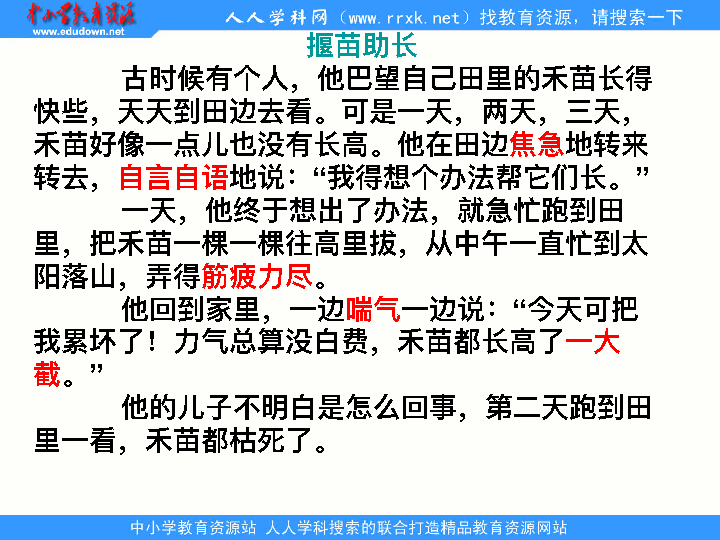 中小学教育资源
www.edudown.net
人人学科网（www.rrxk.net）找教育资源，请搜索一下
揠苗助长
古时候有个人，他巴望自己田里的禾苗长得
快些，天天到田边去看。可是一天，两天，三天，
禾苗好像一点儿也没有长高。他在田边焦急地转来
转去，自言自语地说：“我得想个办法帮它们长。”
一天，他终于想出了办法，就急忙跑到田
里，把禾苗一棵一棵往高里拔，从中午一直忙到太
阳落山，弄得筋疲力尽。
他回到家里，一边喘气一边说：“今天可把
我累坏了！力气总算没白费，禾苗都长高了一大
截。”
他的儿子不明白是怎么回事，第二天跑到田
里一看，禾苗都枯死了。
中小学教育资源站 人人学科搜索的联合打造精品教育资源网站